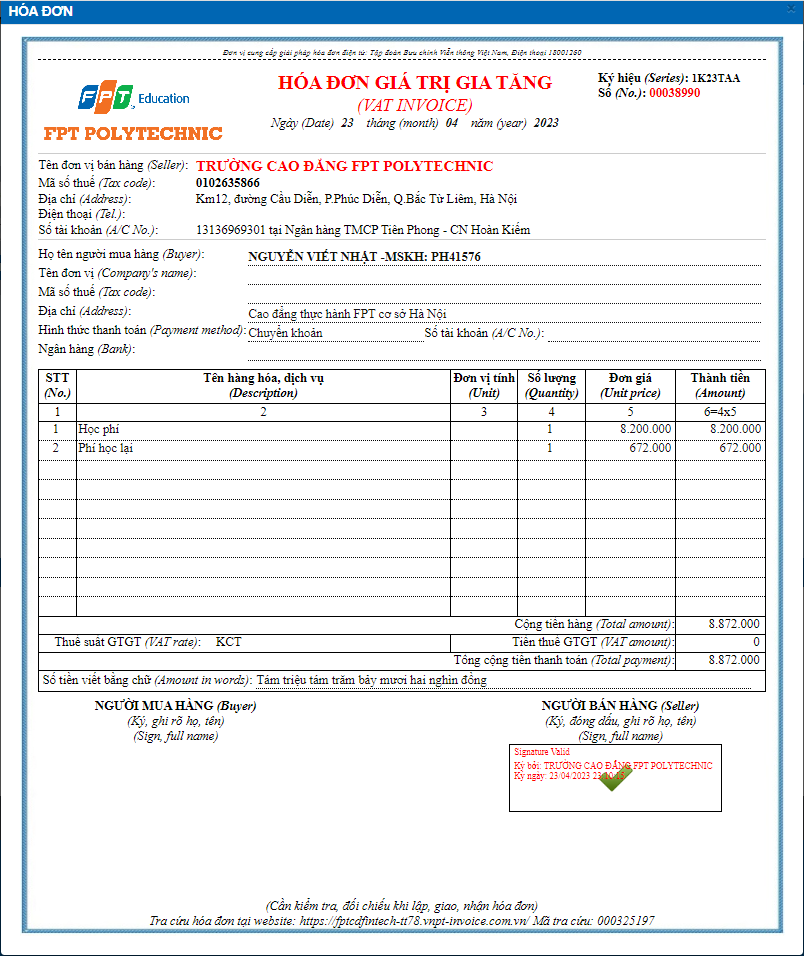 HÓA ĐƠN
Đơn vị cung cấp giải pháp hóa đơn điện tử: Tập đoàn Bưu chính Viễn thông Việt Nam, Điện thoại 18001260
FPT Education
FPT POLYTECHNIC
HÓA ĐƠN GIÁ TRỊ GIA TĂNG
(VAT INVOICE)
Ngày (Date) 23 tháng (month) 04 năm (year) 2023
Ký hiệu (Series): 1K23TAA
Số (No.): 00038990
Tên đơn vị bán hàng (Seller): TRƯỜNG CAO ĐẲNG FPT POLYTECHNIC
Mã số thuế (Tax code): 0102635866
Địa chỉ (Address): Km12, đường Cầu Diễn, P.Phúc Diễn, Q.Bắc Từ Liêm, Hà Nội
Điện thoại (Tel.):
Số tài khoản (A/C No.): 13136969301 tại Ngân hàng TMCP Tiên Phong - CN Hoàn Kiếm
Họ tên người mua hàng (Buyer): NGUYỄN VIẾT NHẬT -MSKH: PH41576
Tên đơn vị (Company's name):
Mã số thuế (Tax code):
Địa chỉ (Address): Cao đẳng thực hành FPT cơ sở Hà Nội
Hình thức thanh toán (Payment method): Chuyển khoản Số tài khoản (A/C No.):
Ngân hàng (Bank):
STT Tên hàng hóa, dịch vụ Đơn vị tính Số lượng Đơn giá Thành tiền
(No.) (Description) (Unit) (Quantity) (Unit price) (Amount)
1 2 3 4 5 6=4x5
1 Học phí 1 8.200.000 8.200.000
2 Phí học lại 1 672.000 672.000
Cộng tiền hàng (Total amount): 8.872.000
Thuế suất GTGT (VAT rate): KCT Tiền thuế GTGT (VAT amount): 0
Tổng cộng tiền thanh toán (Total payment): 8.872.000
Số tiền viết bằng chữ (Amount in words): Tám triệu tám trăm bảy mươi hai nghìn đồng
NGƯỜI MUA HÀNG (Buyer) NGƯỜI BÁN HÀNG (Seller)
(Ký, ghi rõ họ, tên) (Ký, đóng dấu, ghi rõ họ, tên)
(Sign, full name) (Sign, full name)
Signature Valid
Ký bởi: TRƯỜNG CAO ĐẲNG FPT POLYTECHNIC
Ký ngày: 23/04/2023
(Cần kiểm tra, đối chiếu khi lập, giao, nhận hóa đơn)
Tra cứu hóa đơn tại website: https://fptcdfintech-tt78.vnpt-invoice.com.vn/ Mã tra cứu: 000325197